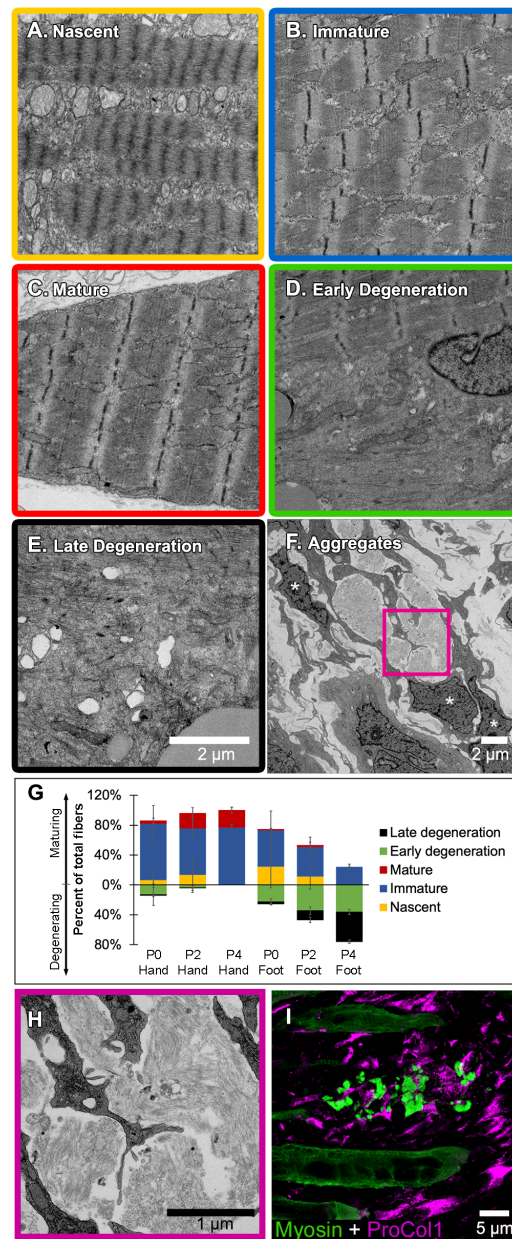 A. Nascent
B. Immature
C. Mature
D. Early Degeneration
E. Late Degeneration
2 µm
F. Aggregates
*
*
*
2 µm
G
Degenerating
Maturing
Percent of total fibers
120%
80%
40%
0%
40%
80%
P0 Hand
P2 Hand
P4 Hand
P0 Foot
P2 Foot
P4 Foot
Late degeneration
Early degeneration
Mature
Immature
Nascent
H
1 µm
I
Myosin + ProCol1
5 µm